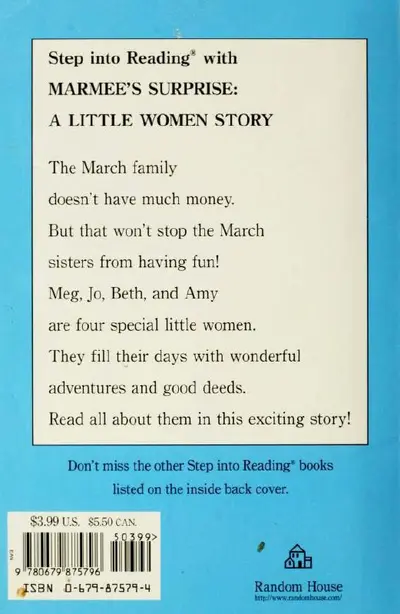 Step into Reading® with
MARMEE'S SURPRISE:
A LITTLE WOMEN STORY
The March family
doesn't have much money.
But that won't stop the March
sisters from having fun!
Meg, Jo, Beth, and Amy
are four special little women.
They fill their days with wonderful
adventures and good deeds.
Read all about them in this exciting story!
Don't miss the other Step into Reading® books
listed on the inside back cover.
$3.99 U.S. $5.50 CAN.
50399>
EAN
9 780679 875796
ISBN 0-679-87579-4
Random House
http://www.randomhouse.com/